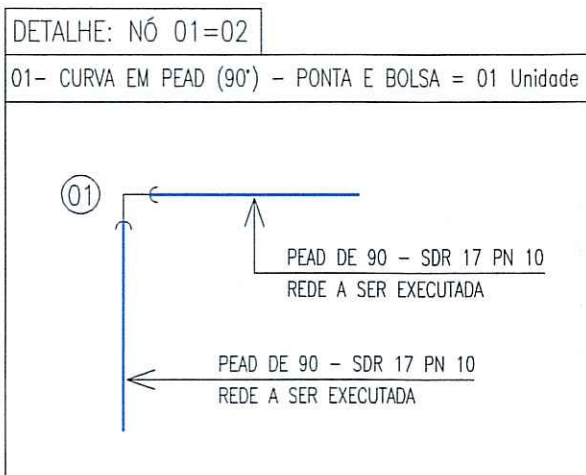 DETALHE: NÓ 01=02
01- CURVA EM PEAD (90°) - PONTA E BOLSA = 01 Unidade
01
PEAD DE 90 - SDR 17 PN 10
REDE A SER EXECUTADA
PEAD DE 90 - SDR 17 PN 10
REDE A SER EXECUTADA